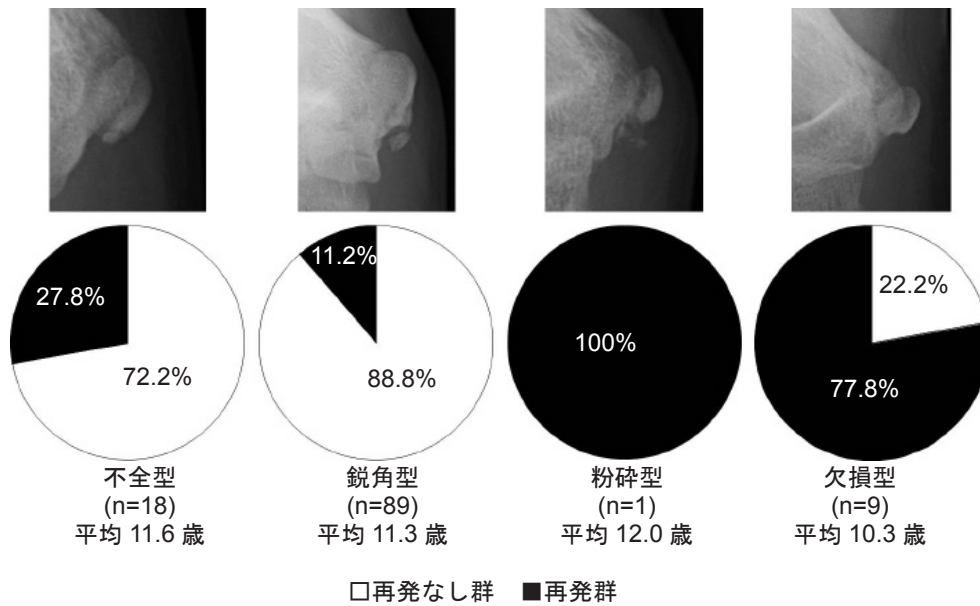 27.8%
72.2%
11.2%
88.8%
100%
22.2%
77.8%
不全型
(n=18)
平均 11.6 歳
鋭角型
(n=89)
平均 11.3 歳
粉砕型
(n=1)
平均 12.0 歳
欠損型
(n=9)
平均 10.3 歳
□再発なし群 ■再発群